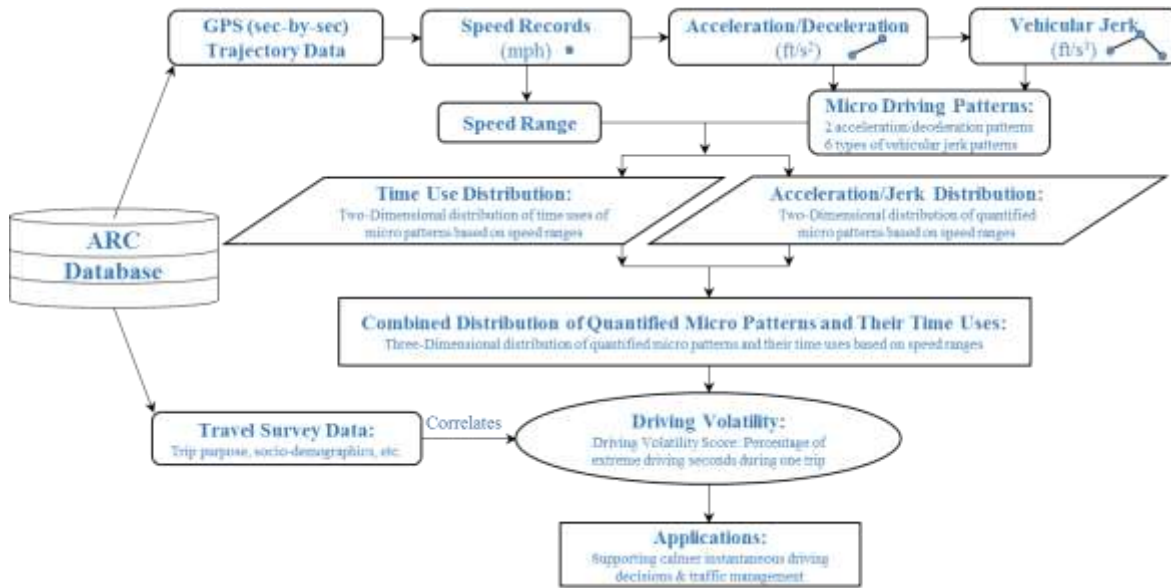 GPS (sec-by-sec)
Trajectory Data
Speed Records
(mph)
Acceleration/Deceleration
(ft/s²)
Vehicular Jerk
(ft/s³)
Speed Range
Micro Driving Patterns:
2 acceleration/deceleration patterns
6 types of vehicular jerk patterns
Time Use Distribution:
Two-Dimensional distribution of time uses of
micro patterns based on speed ranges
Acceleration/Jerk Distribution:
Two-Dimensional distribution of quantified
micro patterns based on speed ranges
ARC
Database
Combined Distribution of Quantified Micro Patterns and Their Time Uses:
Three-Dimensional distribution of quantified micro patterns and their time uses based on speed ranges
Travel Survey Data:
Trip purpose, socio-demographics, etc.
Correlates
Driving Volatility:
Driving Volatility Score: Percentage of
extreme driving seconds during one trip
Applications:
Supporting calmer instantaneous driving
decisions & traffic management